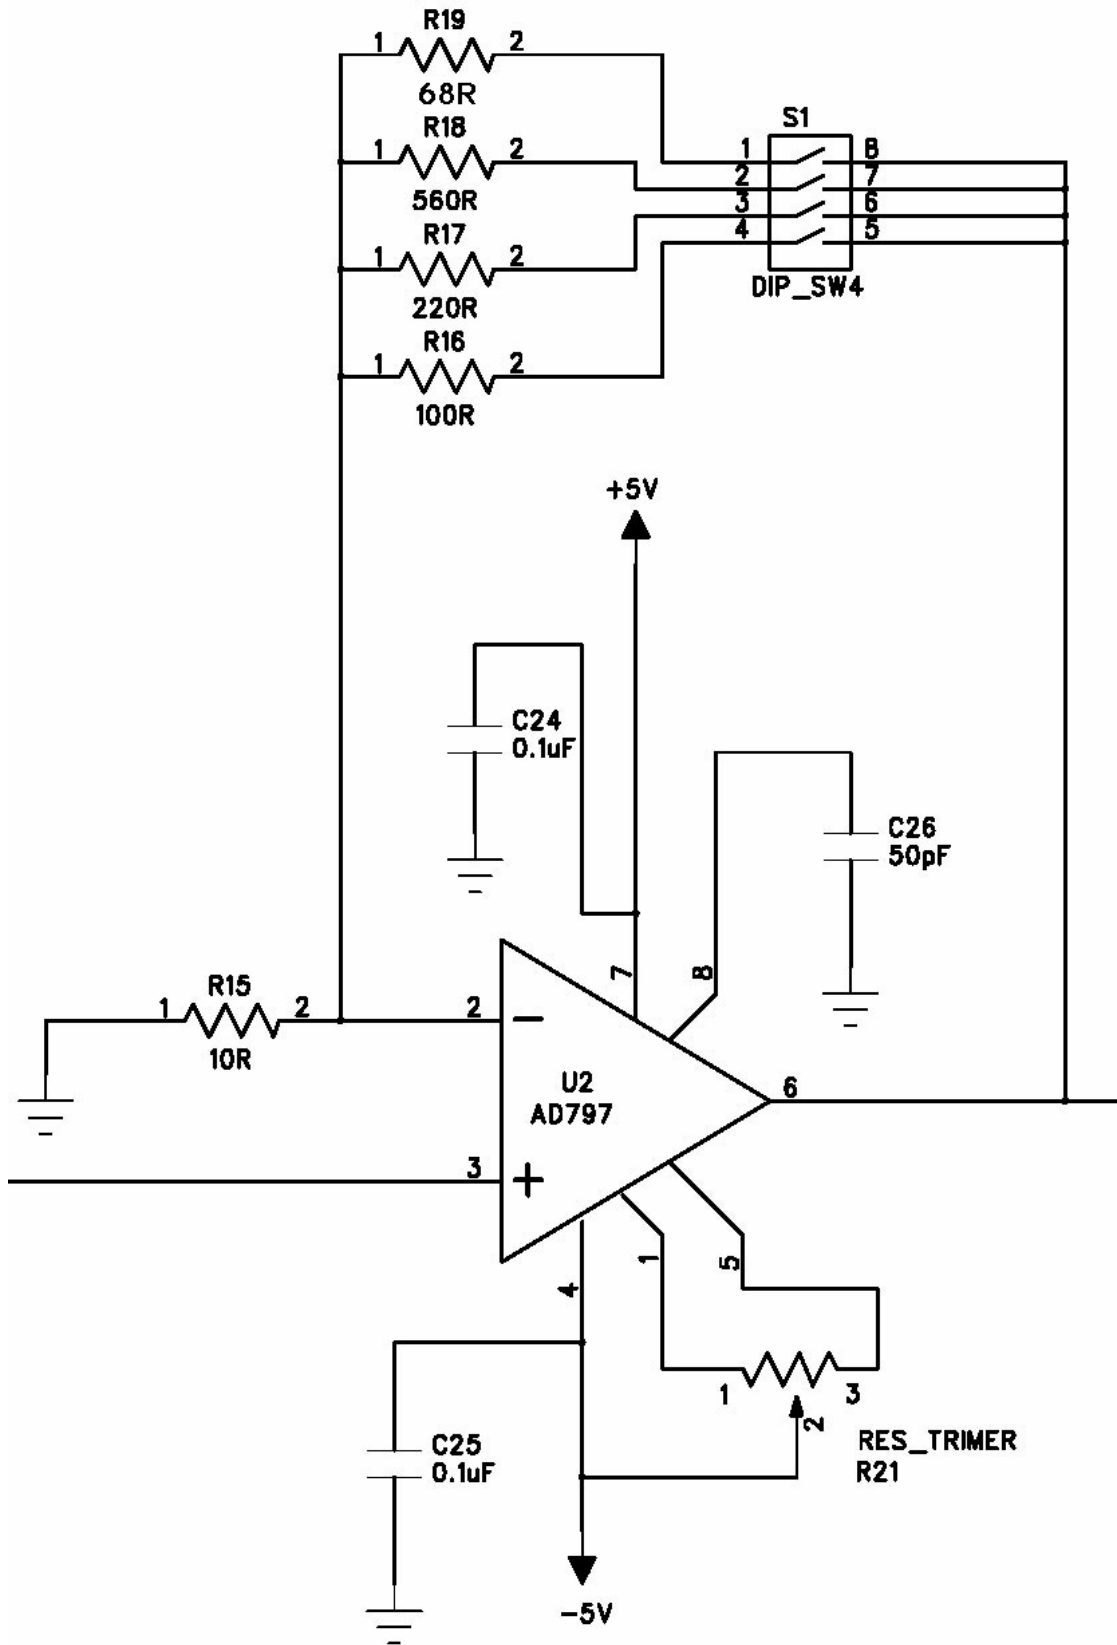 R19
1 2
68R
R18
1 2
560R
R17
1 2
220R
R16
1 2
100R
S1
1 8
2 7
3 6
4 5
DIP_SW4
+5V
C24
0.1uF
C26
50pF
7
8
R15
1 2
10R
2
U2
AD797
6
3
4
1
5
1 3
2
RES_TRIMER
R21
C25
0.1uF
-5V